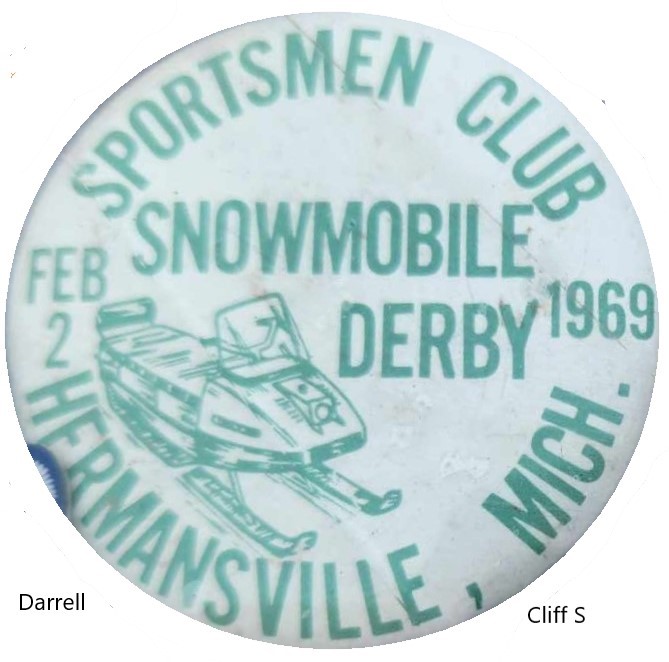 SPORTSMEN CLUB
SNOWMOBILE
DERBY
FEB
2
1969
HERMANSVILLE, MICH.
Darrell
Cliff S